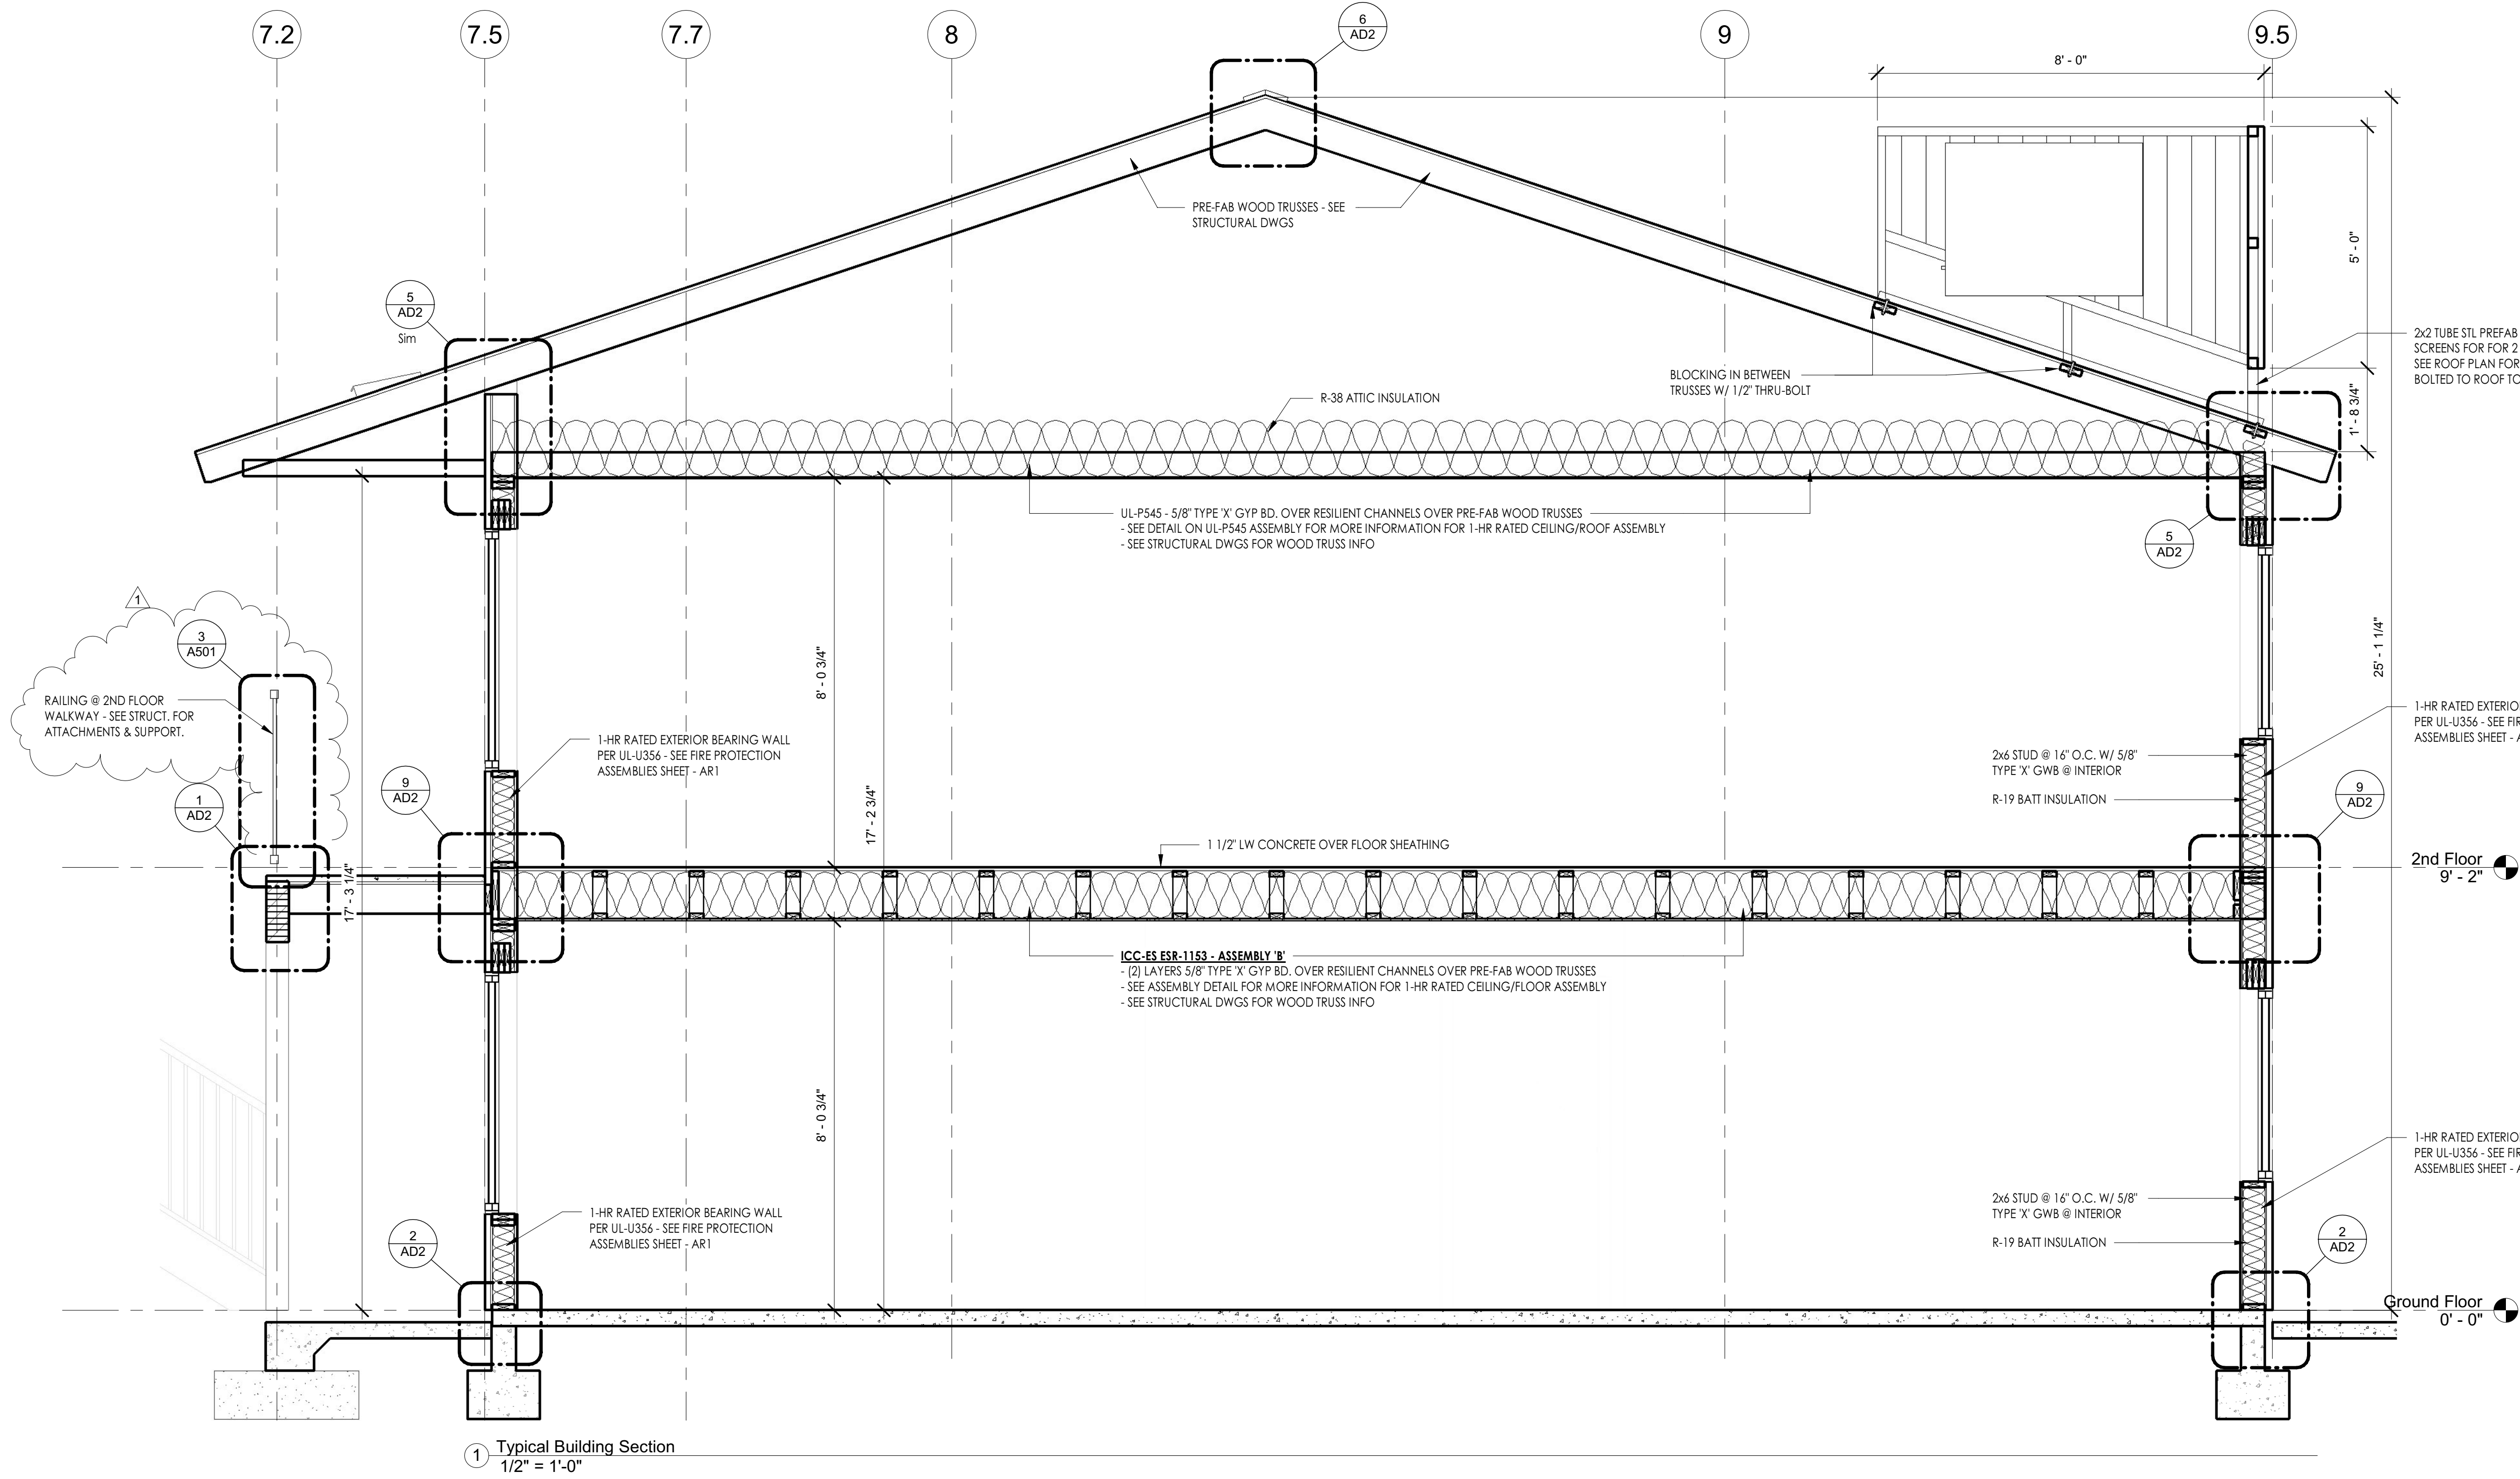 7.2
7.5
7.7
8
6
AD2
9
9.5
8' - 0"
PRE-FAB WOOD TRUSSES - SEE
STRUCTURAL DWGS
5' - 0"
5
AD2
Sim
2x2 TUBE STL PREFAB
SCREENS FOR FOR 2
SEE ROOF PLAN FOR
BOLTED TO ROOF TO
BLOCKING IN BETWEEN
TRUSSES W/ 1/2" THRU-BOLT
R-38 ATTIC INSULATION
1' - 8 3/4"
UL-P545 - 5/8" TYPE 'X' GYP BD. OVER RESILIENT CHANNELS OVER PRE-FAB WOOD TRUSSES
- SEE DETAIL ON UL-P545 ASSEMBLY FOR MORE INFORMATION FOR 1-HR RATED CEILING/ROOF ASSEMBLY
- SEE STRUCTURAL DWGS FOR WOOD TRUSS INFO
5
AD2
1
3
A501
25' - 1 1/4"
8' - 0 3/4"
RAILING @ 2ND FLOOR
WALKWAY - SEE STRUCT. FOR
ATTACHMENTS & SUPPORT.
1-HR RATED EXTERIO
PER UL-U356 - SEE FIR
ASSEMBLIES SHEET - A
1-HR RATED EXTERIOR BEARING WALL
PER UL-U356 - SEE FIRE PROTECTION
ASSEMBLIES SHEET - AR1
2x6 STUD @ 16" O.C. W/ 5/8"
TYPE 'X' GWB @ INTERIOR
R-19 BATT INSULATION
9
AD2
9
AD2
1
AD2
17' - 2 3/4"
1 1/2" LW CONCRETE OVER FLOOR SHEATHING
2nd Floor
9' - 2"
17' - 3 1/4"
ICC-ES ESR-1153 - ASSEMBLY 'B'
- (2) LAYERS 5/8" TYPE 'X' GYP BD. OVER RESILIENT CHANNELS OVER PRE-FAB WOOD TRUSSES
- SEE ASSEMBLY DETAIL FOR MORE INFORMATION FOR 1-HR RATED CEILING/FLOOR ASSEMBLY
- SEE STRUCTURAL DWGS FOR WOOD TRUSS INFO
8' - 0 3/4"
1-HR RATED EXTERIO
PER UL-U356 - SEE FIR
ASSEMBLIES SHEET - A
2x6 STUD @ 16" O.C. W/ 5/8"
TYPE 'X' GWB @ INTERIOR
R-19 BATT INSULATION
1-HR RATED EXTERIOR BEARING WALL
PER UL-U356 - SEE FIRE PROTECTION
ASSEMBLIES SHEET - AR1
2
AD2
2
AD2
Ground Floor
0' - 0"
1
Typical Building Section
1/2" = 1'-0"